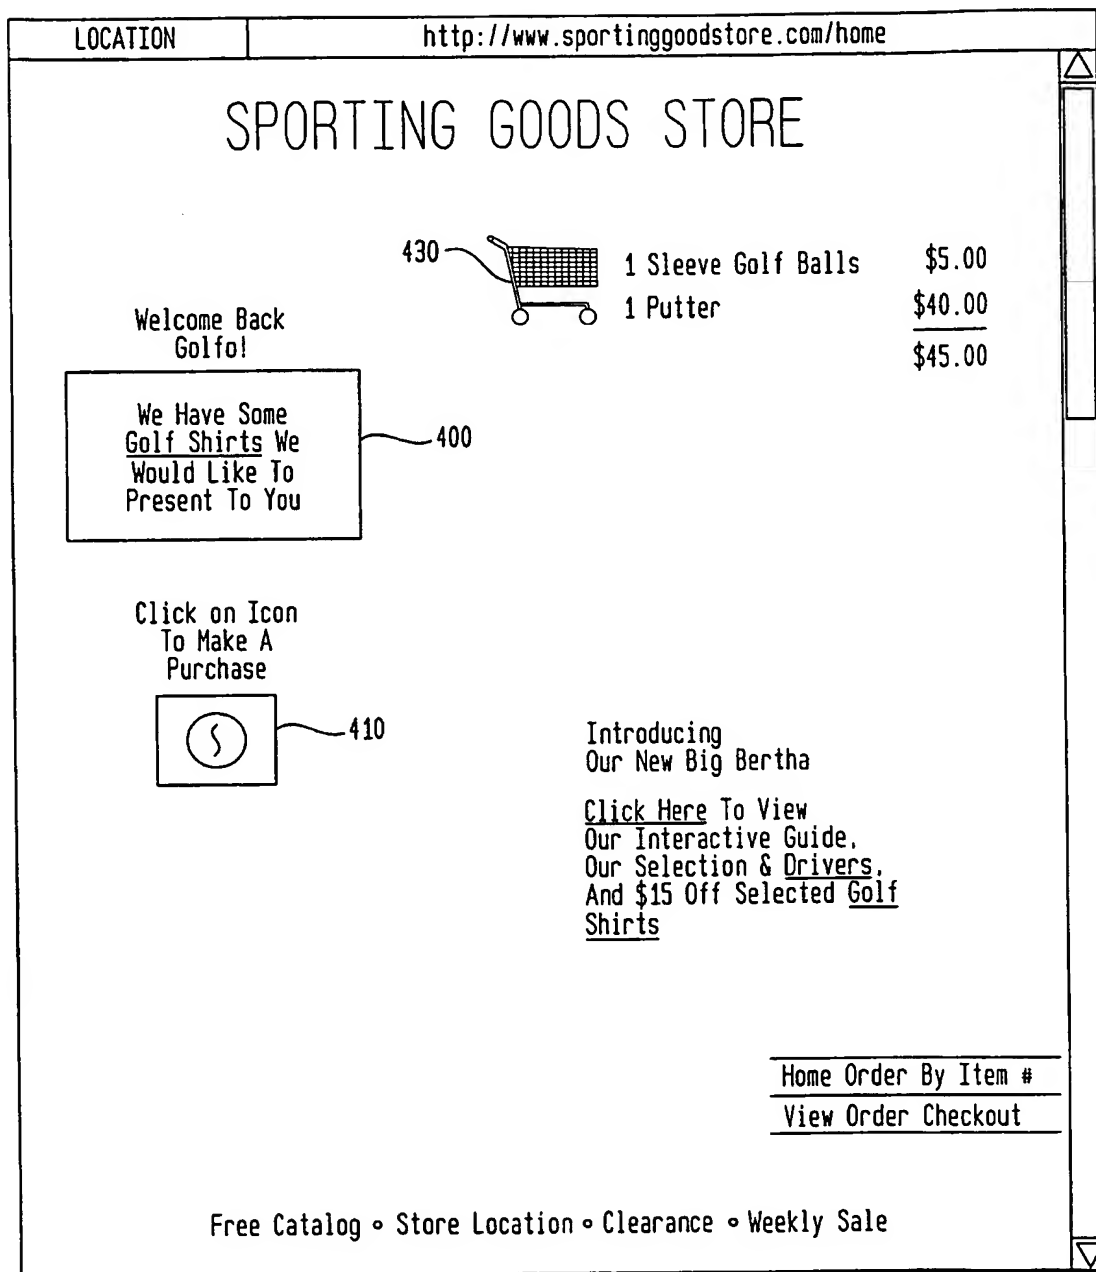 LOCATION http://www.sportinggoodstore.com/home
SPORTING GOODS STORE
430
1 Sleeve Golf Balls $5.00
1 Putter $40.00
$45.00
Welcome Back
Golfo!
We Have Some
Golf Shirts We
Would Like To
Present To You
400
Click on Icon
To Make A
Purchase
410
Introducing
Our New Big Bertha
Click Here To View
Our Interactive Guide,
Our Selection & Drivers,
And $15 Off Selected Golf
Shirts
Home Order By Item #
View Order Checkout
Free Catalog ∘ Store Location ∘ Clearance ∘ Weekly Sale